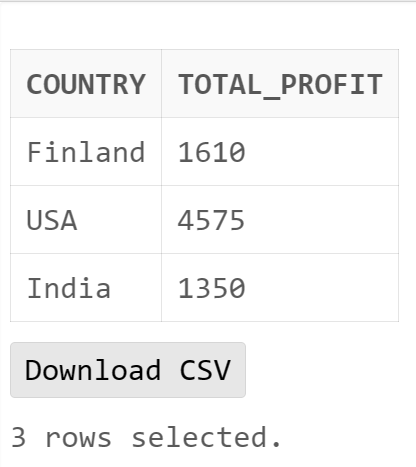 COUNTRY TOTAL_PROFIT
Finland 1610
USA 4575
India 1350
Download CSV
3 rows selected.